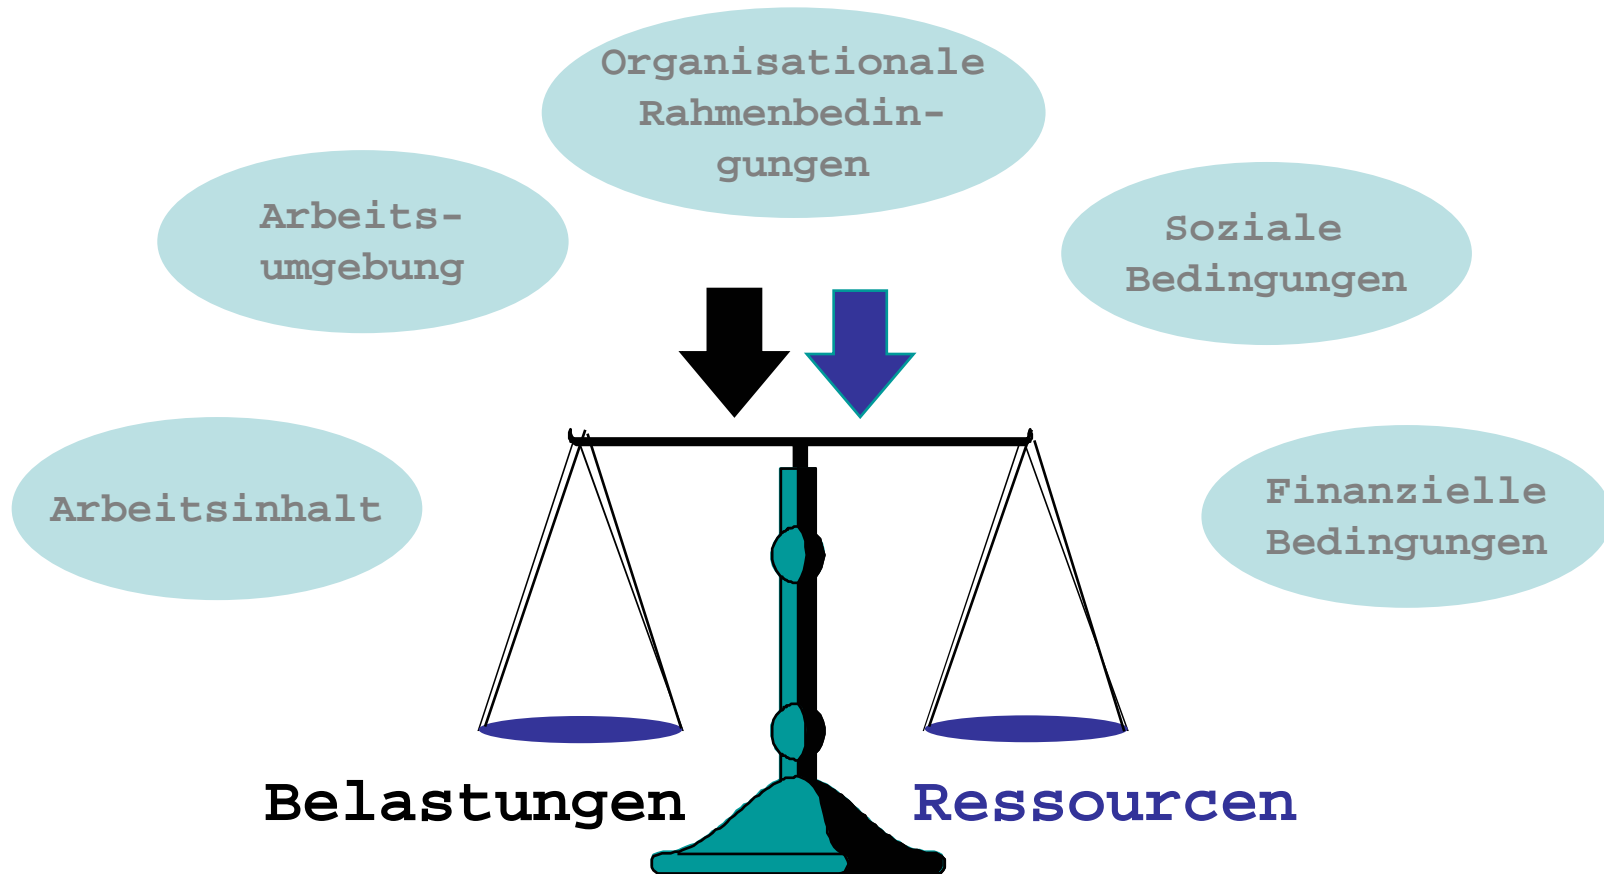 Organisationale
Rahmenbedin-
gungen
Arbeits-
umgebung
Soziale
Bedingungen
Arbeitsinhalt
Finanzielle
Bedingungen
Belastungen
Ressourcen